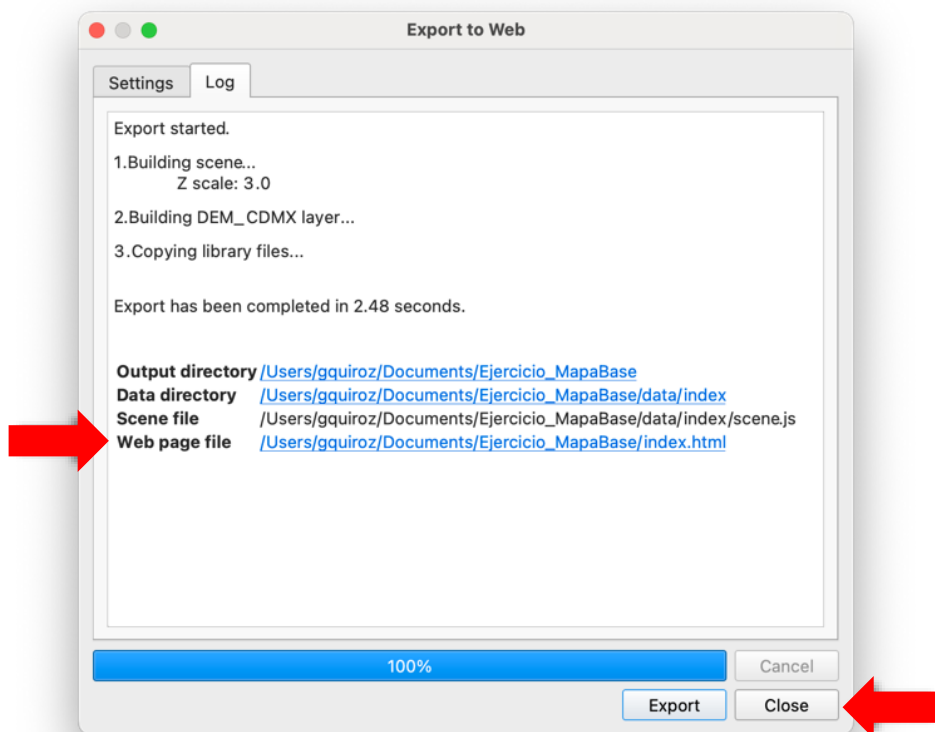 Export to Web
Settings Log
Export started.
1.Building scene...
Z scale: 3.0
2.Building DEM_CDMX layer...
3.Copying library files...
Export has been completed in 2.48 seconds.
Output directory /Users/gquiroz/Documents/Ejercicio_MapaBase
Data directory /Users/gquiroz/Documents/Ejercicio_MapaBase/data/index
Scene file /Users/gquiroz/Documents/Ejercicio_MapaBase/data/index/scene.js
Web page file /Users/gquiroz/Documents/Ejercicio_MapaBase/index.html
100% Cancel
Export Close